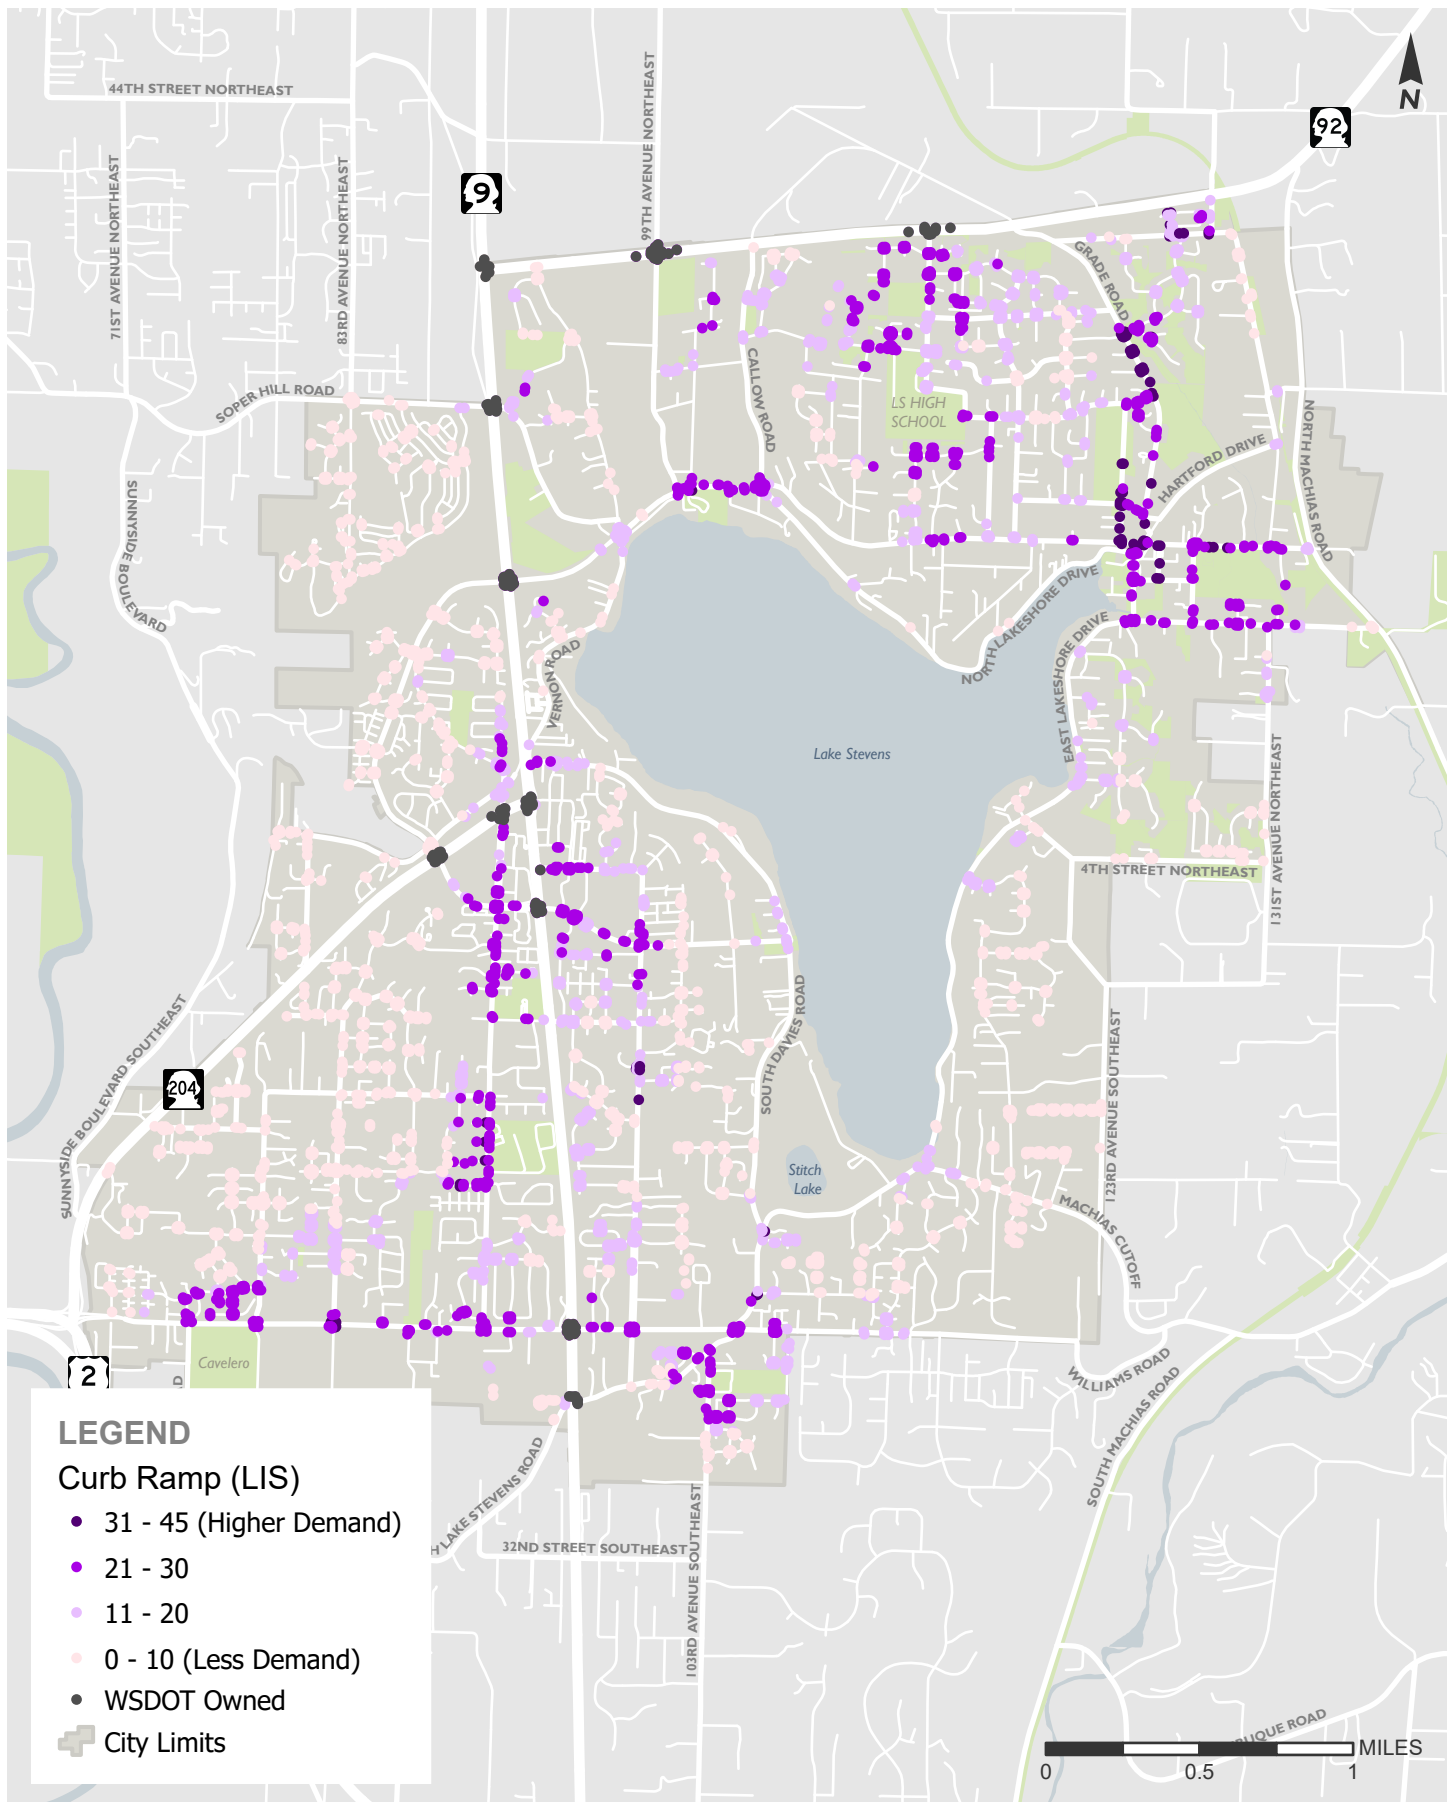 44TH STREET NORTHEAST
71ST AVENUE NORTHEAST
83RD AVENUE NORTHEAST
99TH AVENUE NORTHEAST
9
92
N
GRADE ROAD
SOPER HILL ROAD
CALLOW ROAD
LS HIGH
SCHOOL
HARTFORD DRIVE
NORTH MACHIAS ROAD
SUNNYSIDE BOULEVARD
NORTH LAKESHORE DRIVE
EAST LAKESHORE DRIVE
VERNON ROAD
Lake Stevens
131ST AVENUE NORTHEAST
4TH STREET NORTHEAST
SUNNYSIDE BOULEVARD SOUTHEAST
204
SOUTH DAVIES ROAD
123RD AVENUE SOUTHEAST
Stitch
Lake
MACHIAS CUTOFF
Cavelero
2
WILLIAMS ROAD
SOUTH MACHIAS ROAD
H LAKE STEVENS ROAD
32ND STREET SOUTHEAST
103RD AVENUE SOUTHEAST
LEGEND
Curb Ramp (LIS)
31 - 45 (Higher Demand)
21 - 30
11 - 20
0 - 10 (Less Demand)
WSDOT Owned
City Limits
MILES
0 0.5 1